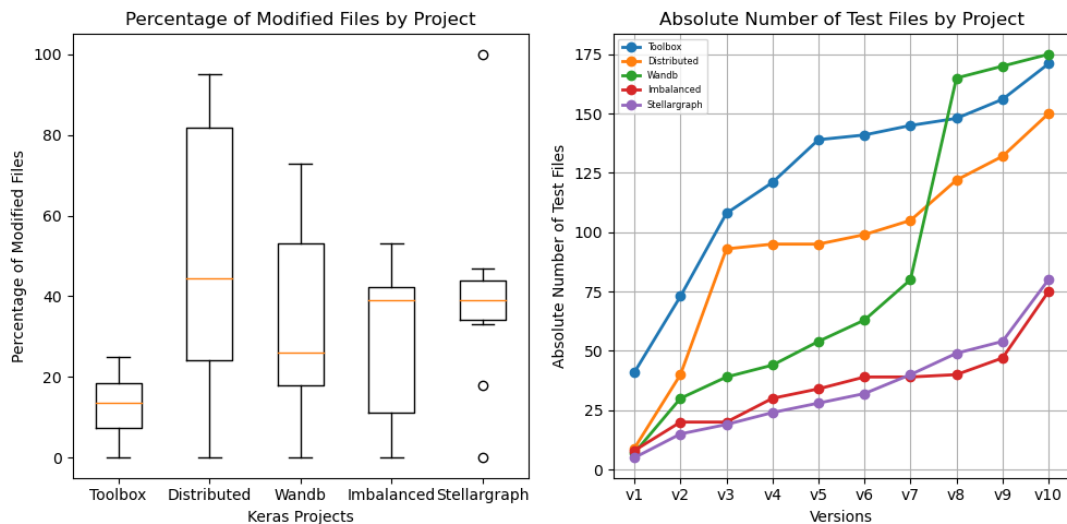 Percentage of Modified Files by Project
Percentage of Modified Files
100
80
60
40
20
0
Toolbox
Distributed
Wandb
Imbalanced
Stellargraph
Keras Projects
Absolute Number of Test Files by Project
Absolute Number of Test Files
175
150
125
100
75
50
25
0
Toolbox
Distributed
Wandb
Imbalanced
Stellargraph
v1
v2
v3
v4
v5
v6
v7
v8
v9
v10
Versions